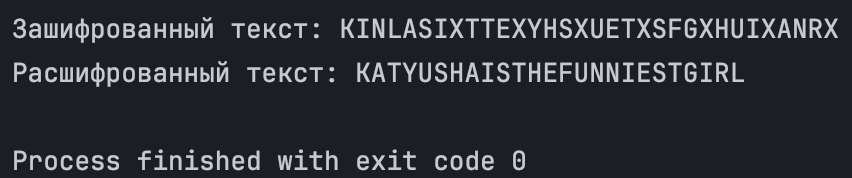 Зашифрованный текст: KINLASIXTTEXYHSXUETXSFGXHUIXANRX
Расшифрованный текст: KATYUSHAISTHEFUNNIESTGIRL
Process finished with exit code 0